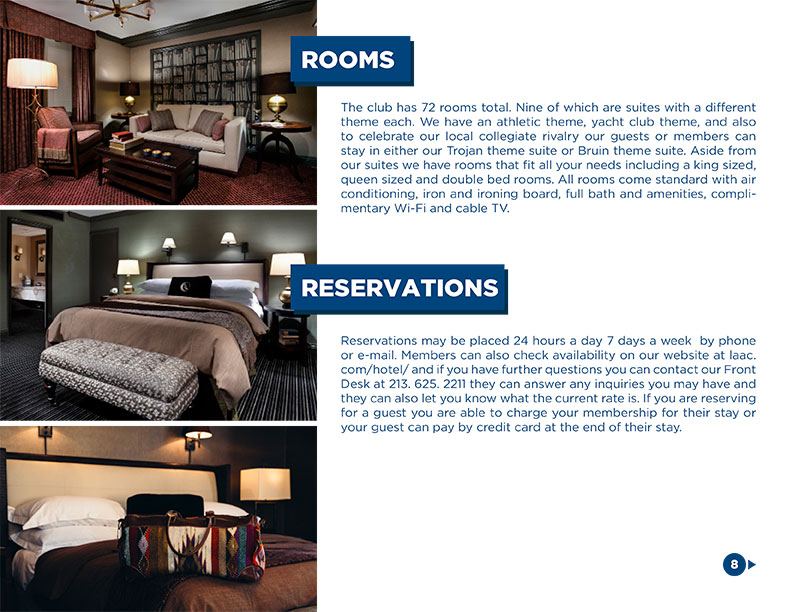 ROOMS
The club has 72 rooms total. Nine of which are suites with a different
theme each. We have an athletic theme, yacht club theme, and also
to celebrate our local collegiate rivalry our guests or members can
stay in either our Trojan theme suite or Bruin theme suite. Aside from
our suites we have rooms that fit all your needs including a king sized,
queen sized and double bed rooms. All rooms come standard with air
conditioning, iron and ironing board, full bath and amenities, compli-
mentary Wi-Fi and cable TV.
RESERVATIONS
Reservations may be placed 24 hours a day 7 days a week  by phone
or e-mail. Members can also check availability on our website at laac.
com/hotel/ and if you have further questions you can contact our Front
Desk at 213. 625. 2211 they can answer any inquiries you may have and
they can also let you know what the current rate is. If you are reserving
for a guest you are able to charge your membership for their stay or
your guest can pay by credit card at the end of their stay.
8